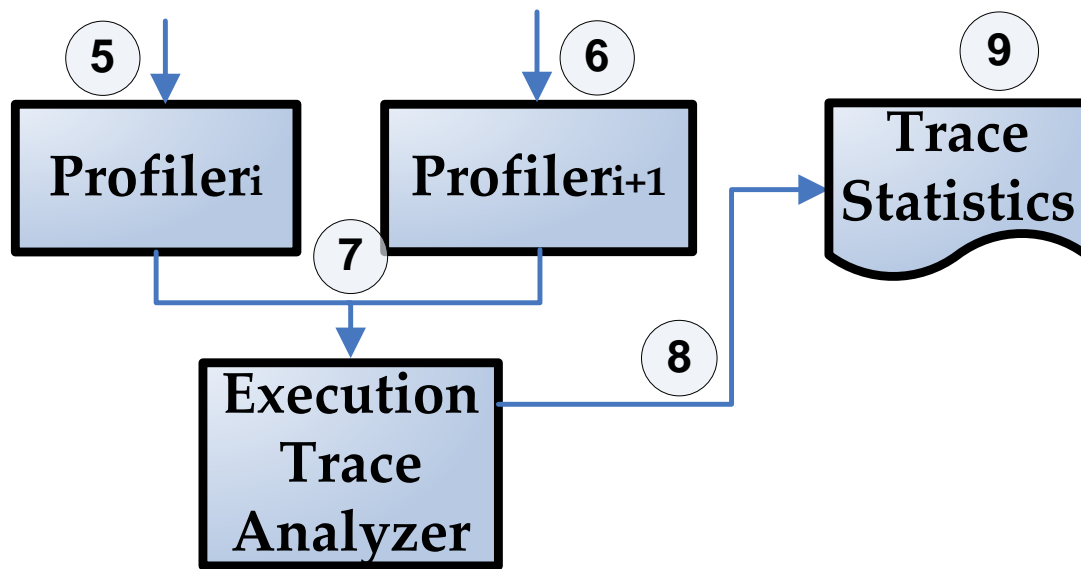 5
6
9
Profileri
Profileri+1
Trace
Statistics
7
8
Execution
Trace
Analyzer